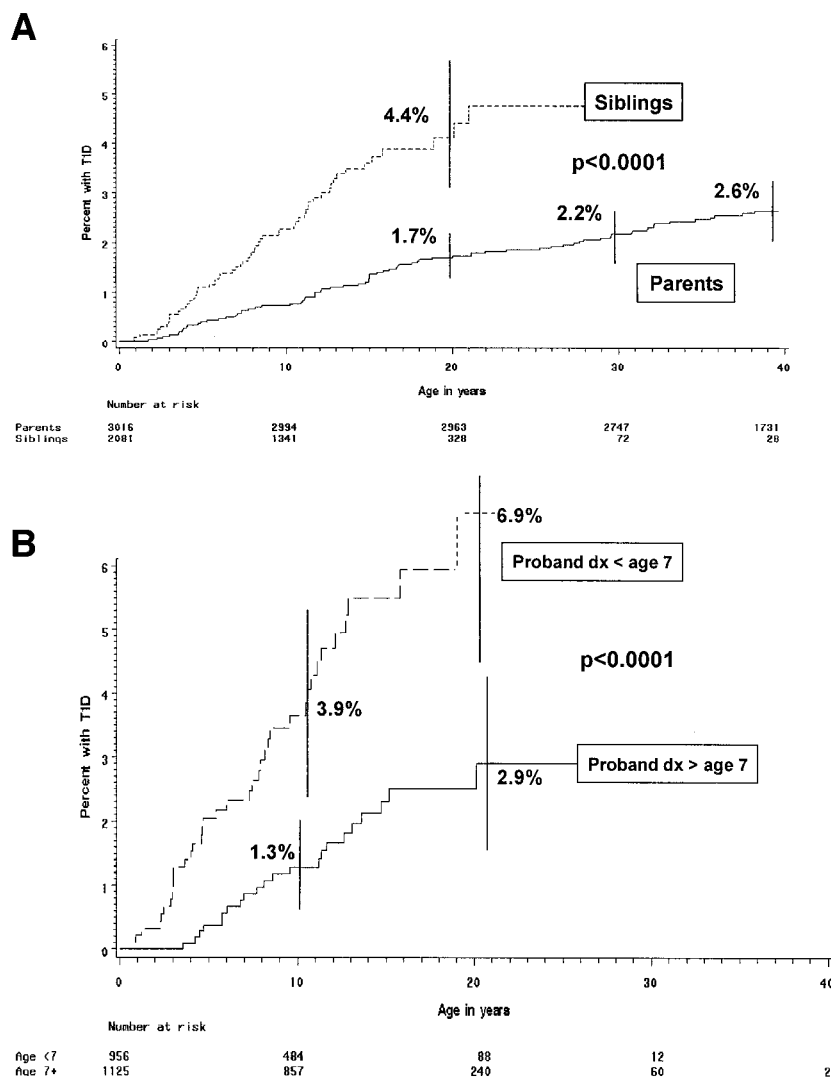 A
6
5
4
3
2
1
0
Percent with T1D
4.4%
Siblings
p<0.0001
1.7%
2.2%
2.6%
Parents
0 10 20 30 40
Age in years
Number at risk
Parents 3016 2994 2963 2747 1731
Siblings 2081 1341 328 72 28
B
6
5
4
3
2
1
0
Percent with T1D
6.9%
Proband dx < age 7
p<0.0001
3.9%
Proband dx > age 7
2.9%
1.3%
0 10 20 30 40
Age in years
Number at risk
Age <7 956 484 88 12
Age 7+ 1125 857 240 60 2